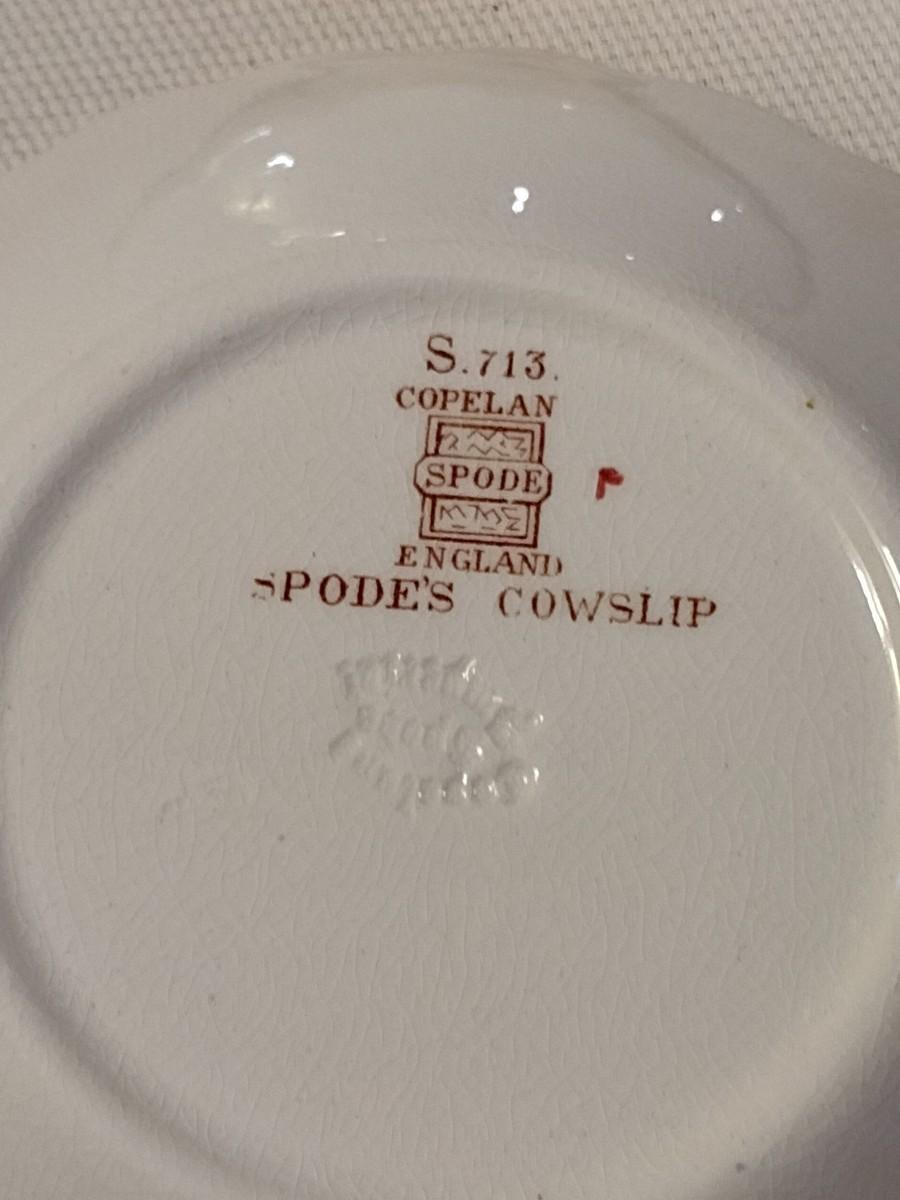 S.713.
COPELAN
SPODE
ENGLAND
SPODE'S COWSLIP